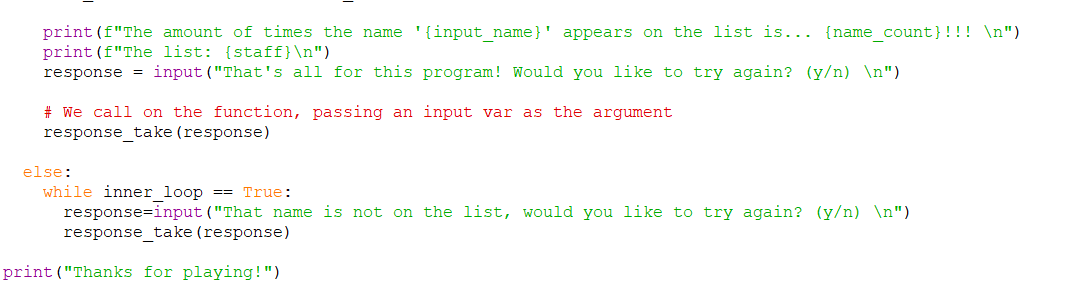 print(f"The amount of times the name '{input_name}' appears on the list is... {name_count}!!! \n")
print(f"The list: {staff}\n")
response = input("That's all for this program! Would you like to try again? (y/n) \n")
# We call on the function, passing an input var as the argument
response_take(response)
else:
while inner_loop == True:
response=input("That name is not on the list, would you like to try again? (y/n) \n")
response_take(response)
print("Thanks for playing!")